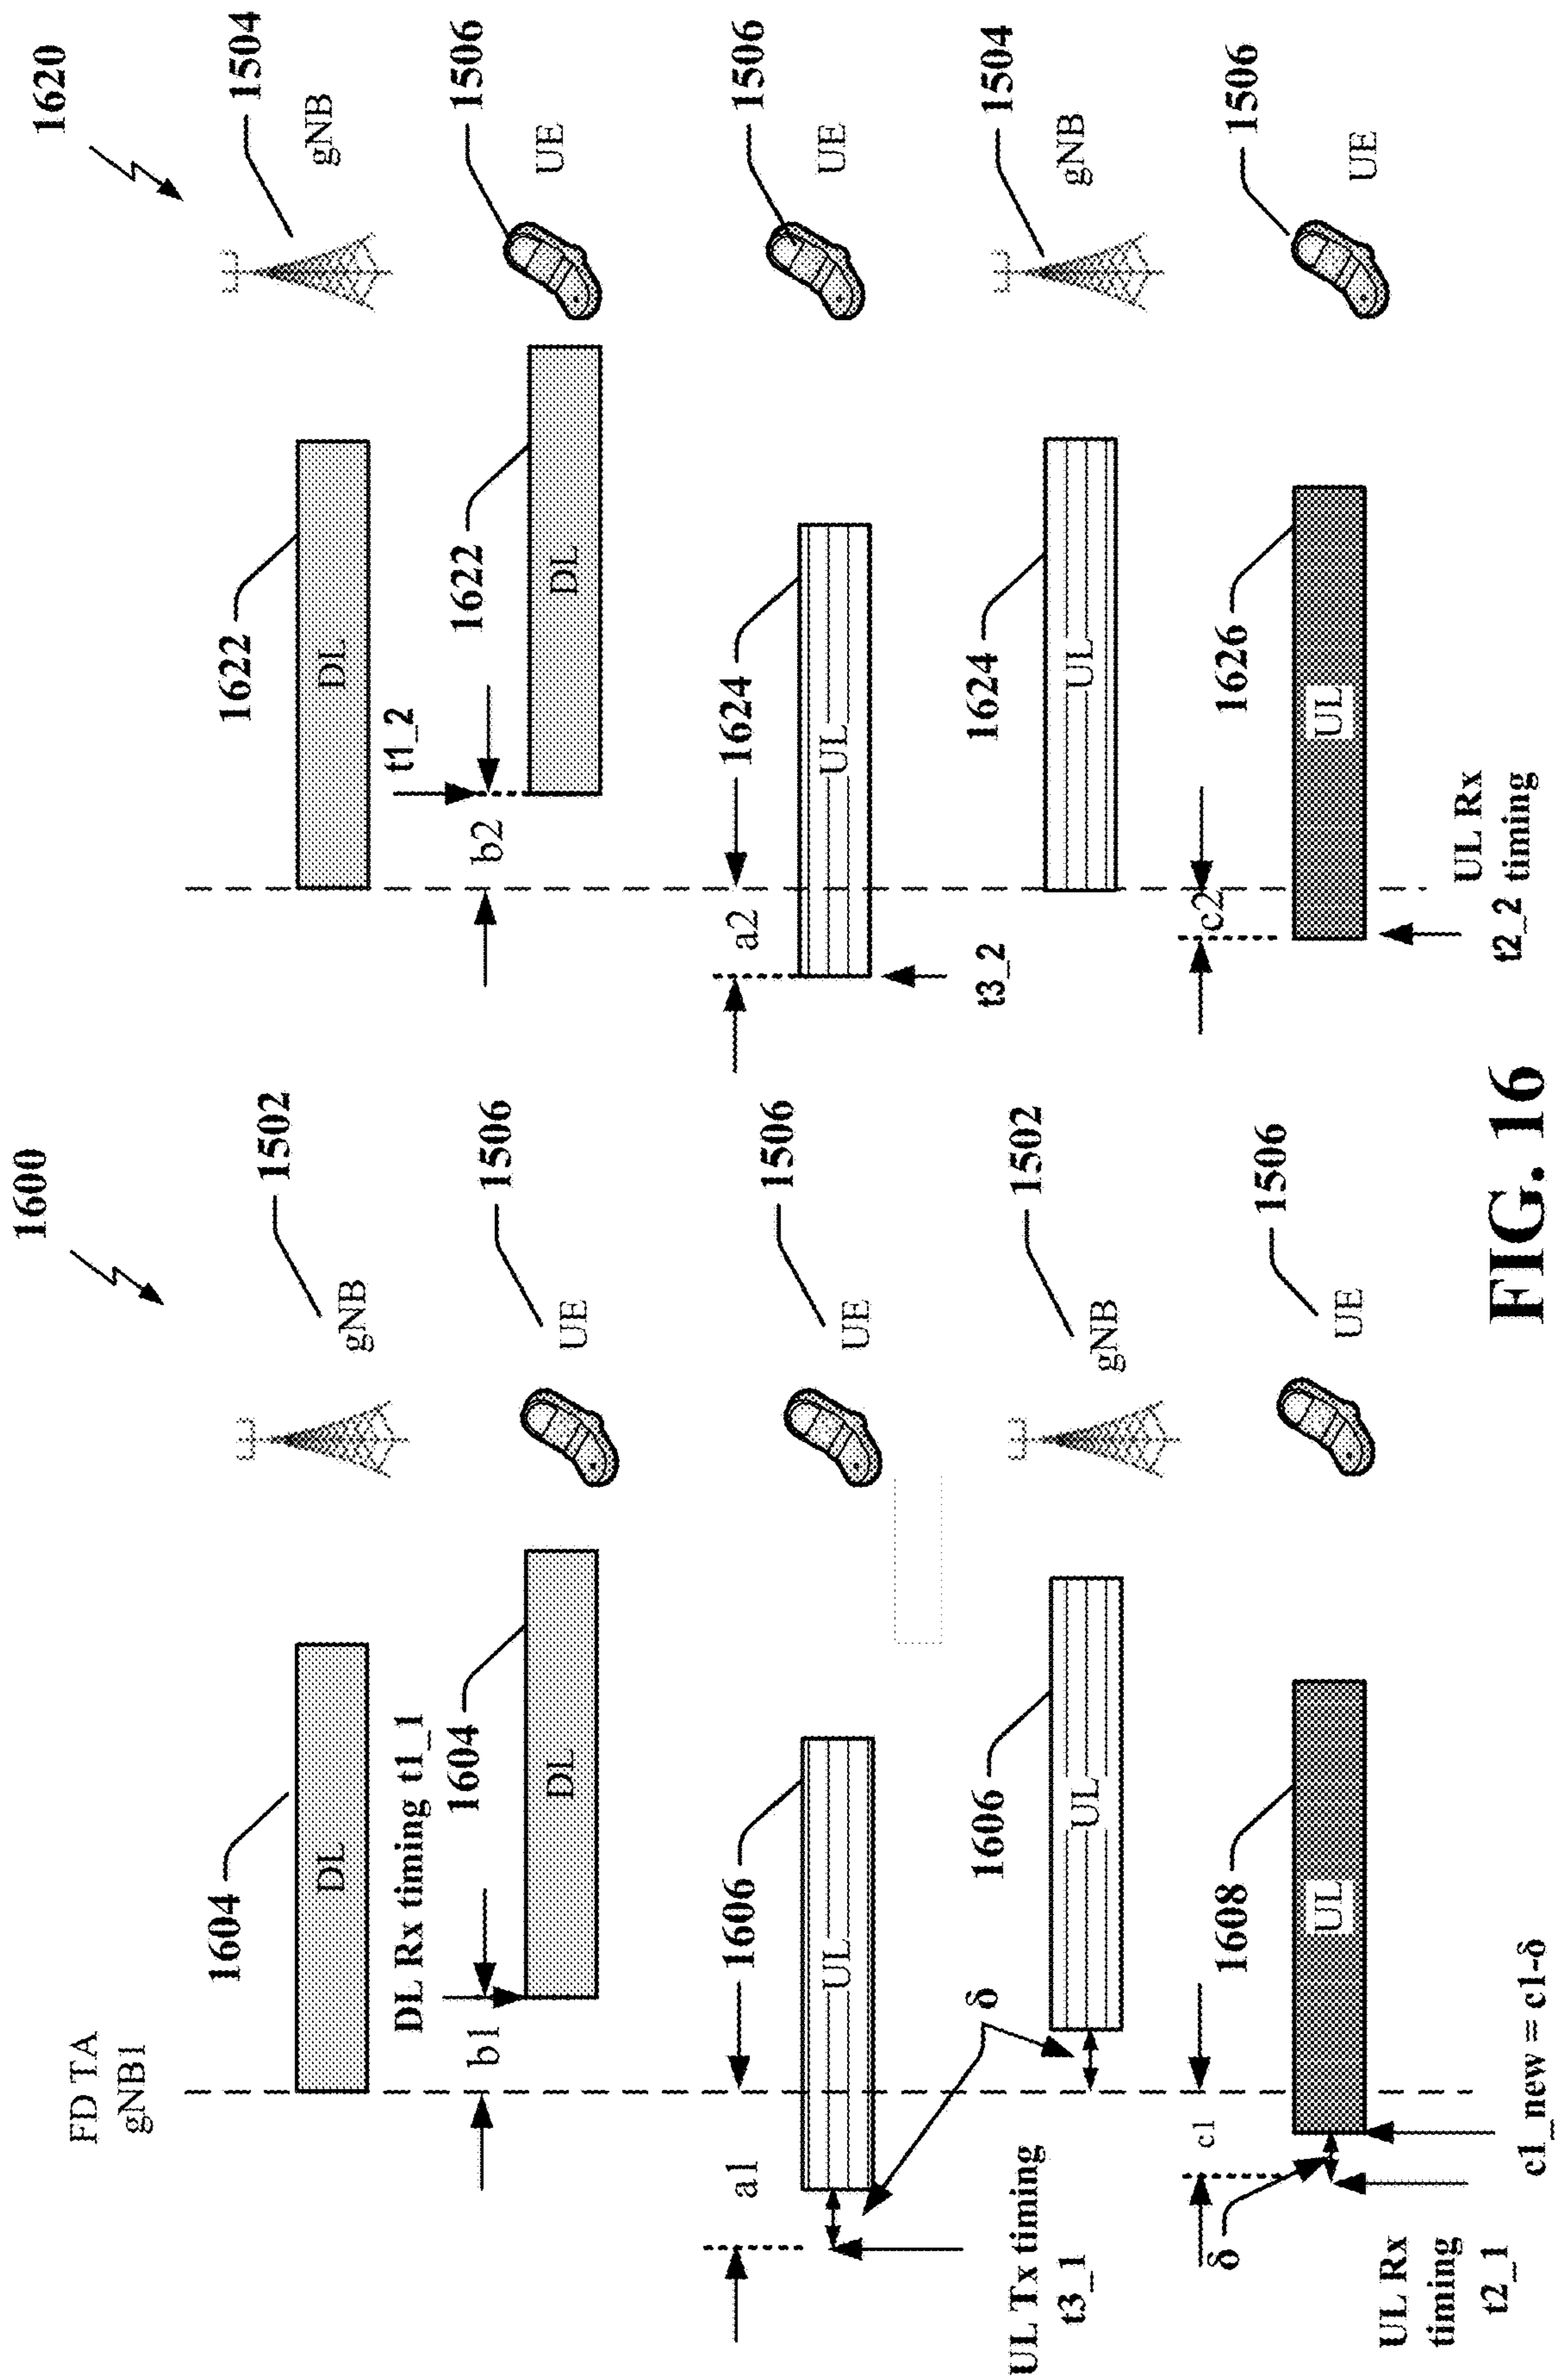 1600
FD TA
gNB1
1604
DL
1502
gNB
DL Rx timing t1_1
b1
1604
DL
1506
UE
a1
1606
UL
1506
UE
δ
UL Tx timing
t3_1
1606
UL
1502
gNB
c1
1608
UL
1506
UE
δ
UL Rx
timing
t2_1
c1_new = c1-δ
1620
1622
DL
1504
gNB
t1_2
b2
1622
DL
1506
UE
a2
1624
UL
1506
UE
t3_2
1624
UL
1504
gNB
c2
1626
UL
1506
UE
UL Rx
t2_2 timing
FIG. 16